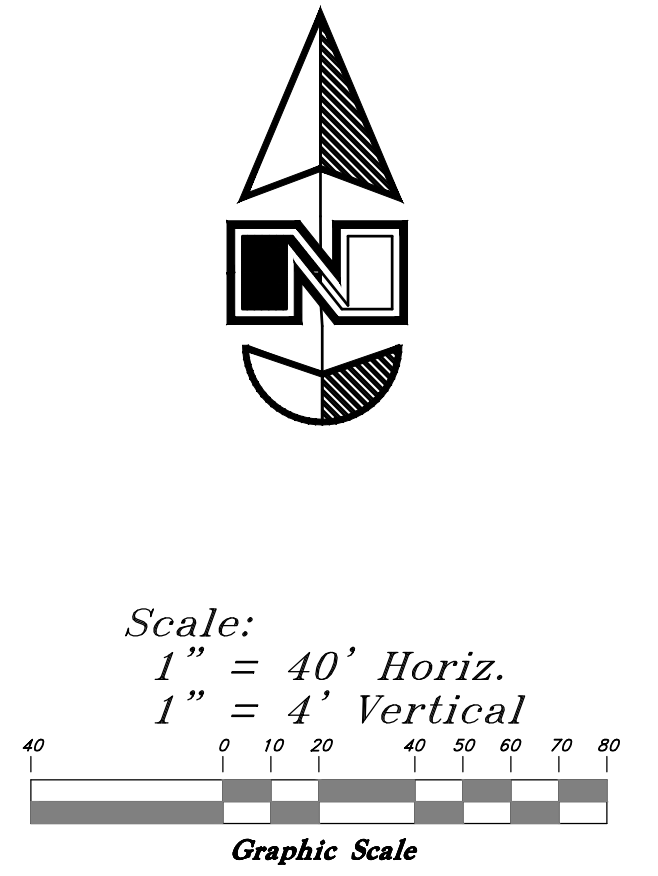 N
Scale:
1" = 40' Horiz.
1" = 4' Vertical
40 0 10 20 40 50 60 70 80
Graphic Scale